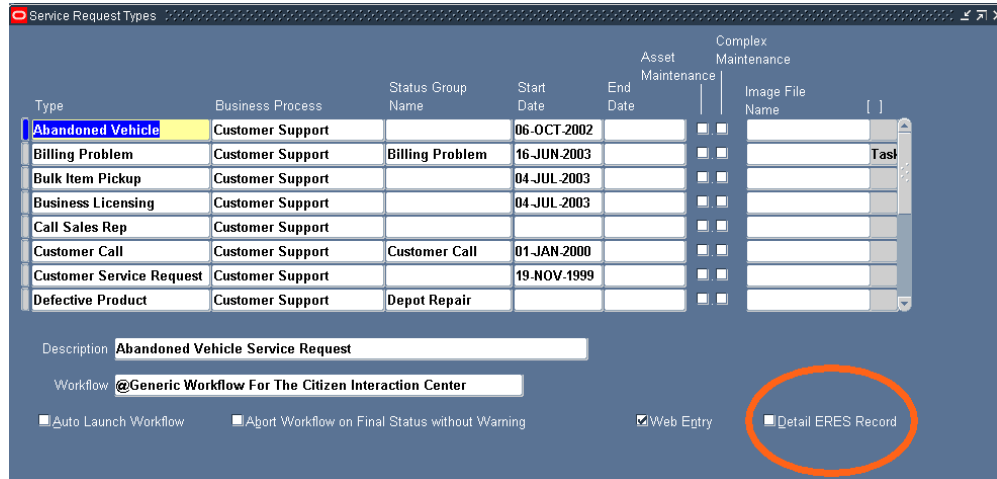 Service Request Types
Complex
Asset Maintenance
Maintenance
Status Group Start End Image File
Type Business Process Name Date Date Name [ ]
Abandoned Vehicle Customer Support 06-OCT-2002
Billing Problem Customer Support Billing Problem 16-JUN-2003 Task
Bulk Item Pickup Customer Support 04-JUL-2003
Business Licensing Customer Support 04-JUL-2003
Call Sales Rep Customer Support
Customer Call Customer Support Customer Call 01-JAN-2000
Customer Service Request Customer Support 19-NOV-1999
Defective Product Customer Support Depot Repair
Description Abandoned Vehicle Service Request
Workflow @Generic Workflow For The Citizen Interaction Center
Auto Launch Workflow Abort Workflow on Final Status without Warning Web Entry Detail ERES Record